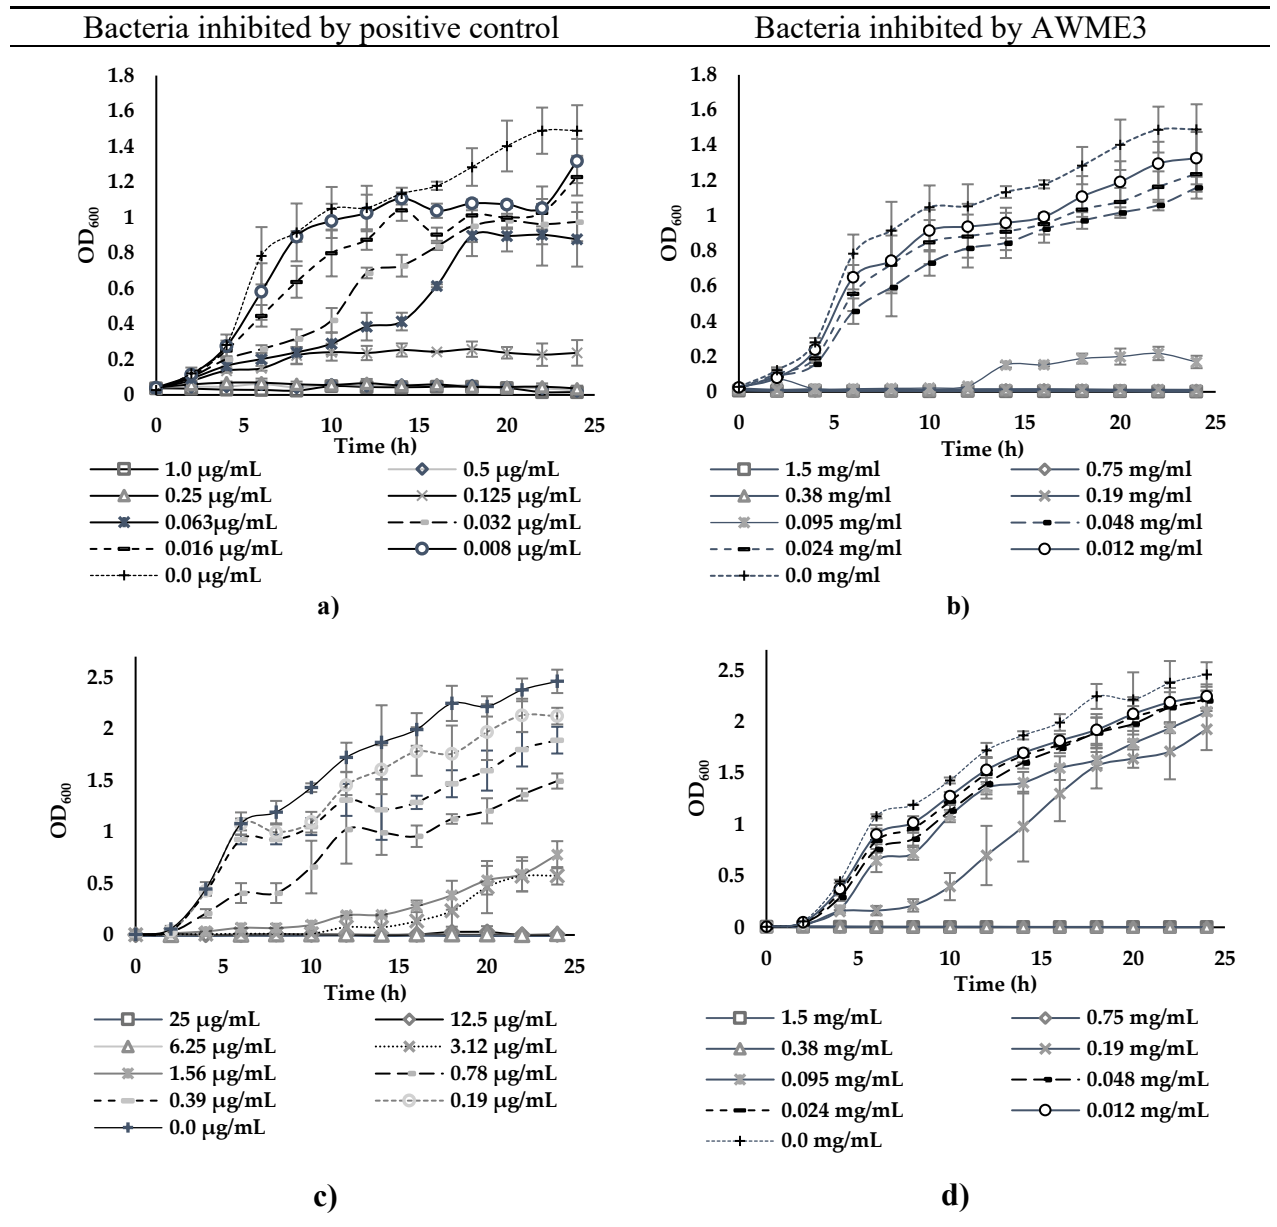 Bacteria inhibited by positive control Bacteria inhibited by AWME3
1.8
1.6
1.4
1.2
1
0.8
0.6
0.4
0.2
0
OD600
0 5 10 15 20 25
Time (h)
1.0 µg/mL 0.5 µg/mL
0.25 µg/mL 0.125 µg/mL
0.063µg/mL 0.032 µg/mL
0.016 µg/mL 0.008 µg/mL
0.0 µg/mL
a)
1.8
1.6
1.4
1.2
1
0.8
0.6
0.4
0.2
0
OD600
0 5 10 15 20 25
Time (h)
1.5 mg/ml 0.75 mg/ml
0.38 mg/ml 0.19 mg/ml
0.095 mg/ml 0.048 mg/ml
0.024 mg/ml 0.012 mg/ml
0.0 mg/ml
b)
2.5
2
1.5
1
0.5
0
OD600
0 5 10 15 20 25
Time (h)
25 µg/mL 12.5 µg/mL
6.25 µg/mL 3.12 µg/mL
1.56 µg/mL 0.78 µg/mL
0.39 µg/mL 0.19 µg/mL
0.0 µg/mL
c)
2.5
2
1.5
1
0.5
0
OD600
0 5 10 15 20 25
Time (h)
1.5 mg/mL 0.75 mg/mL
0.38 mg/mL 0.19 mg/mL
0.095 mg/mL 0.048 mg/mL
0.024 mg/mL 0.012 mg/mL
0.0 mg/mL
d)